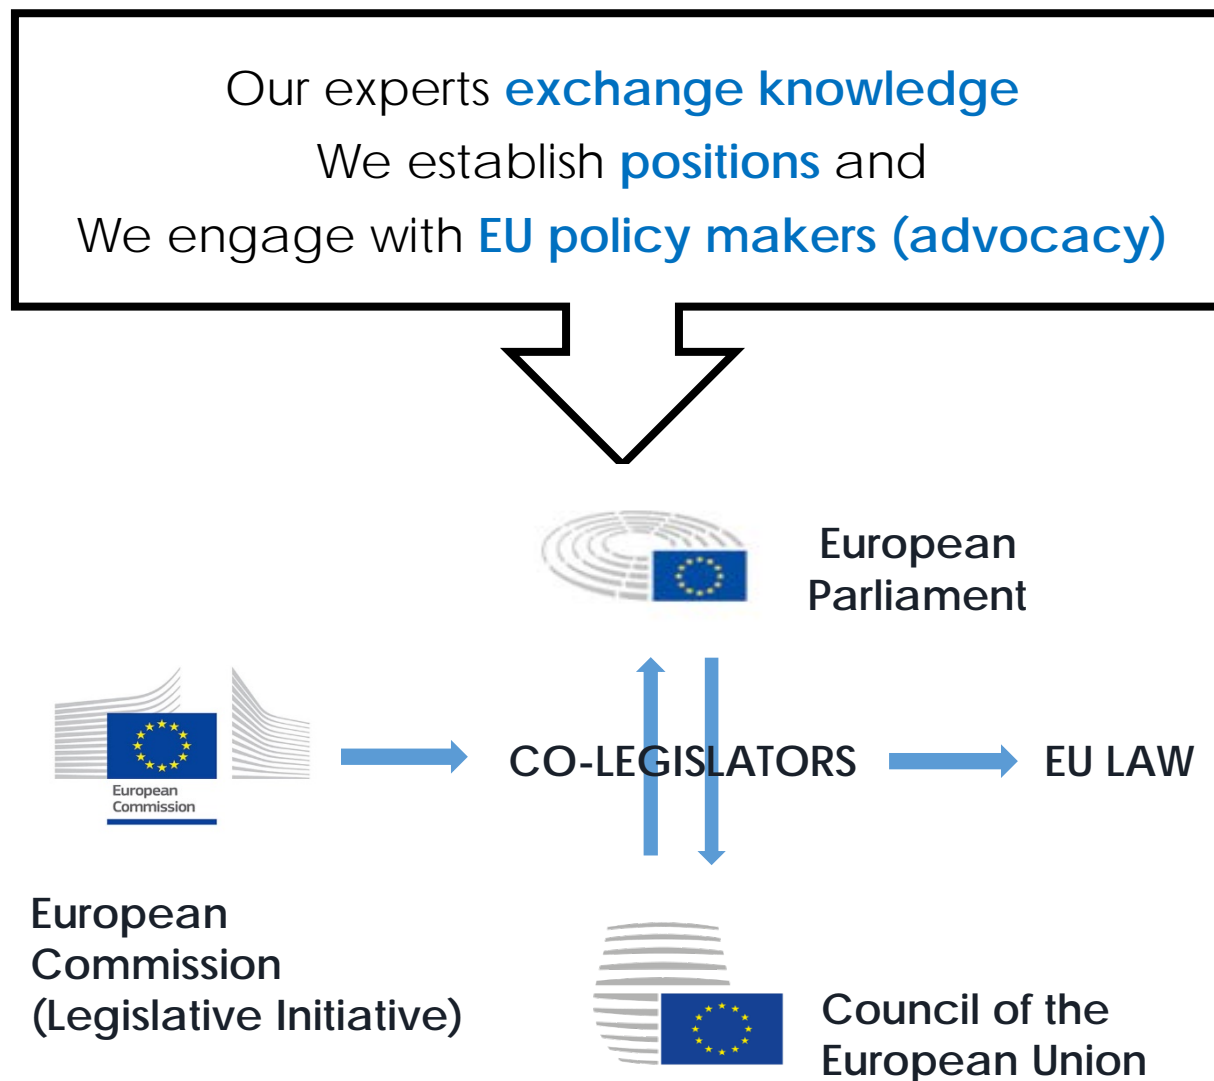 Our experts exchange knowledge
We establish positions and
We engage with EU policy makers (advocacy)
European
Parliament
European
Commission
CO-LEGISLATORS
EU LAW
European
Commission
(Legislative Initiative)
Council of the
European Union